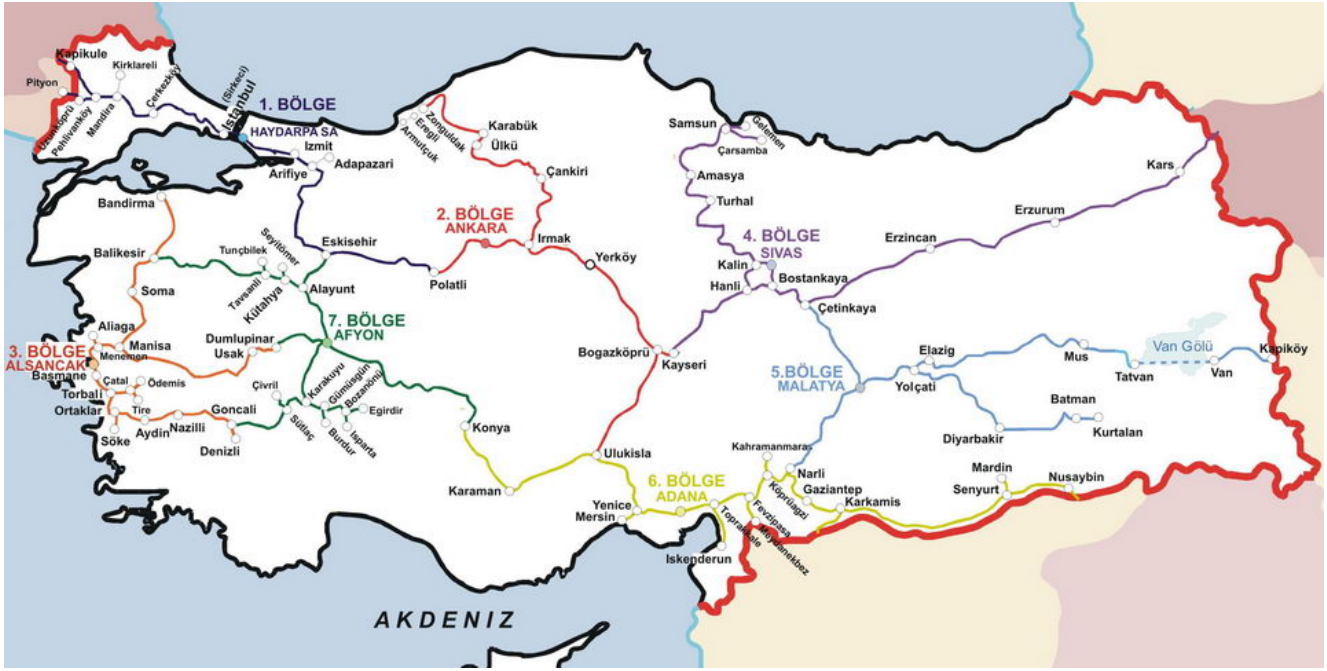 Kapikule
Kirklareli
Pityon
Uzunköprü
Pehlivanköy
Mandira
Çerkezköy
Istanbul
(Sirkeci)
1. BÖLGE
HAYDARPA SA
Izmit
Adapazari
Arifiye
Zonguldak
Eregli
Armutçuk
Karabük
Ülkü
Çankiri
Samsun
Gelemen
Çarsamba
Amasya
Turhal
Kars
Erzurum
Erzincan
Bandirma
Balikesir
Tunçbilek
Seyitömer
Tavsanli
Kütahya
Alayunt
Eskisehir
Polatli
2. BÖLGE
ANKARA
Irmak
Yerköy
4. BÖLGE
SIVAS
Kalin
Bostankaya
Hanli
Çetinkaya
Soma
Aliaga
Menemen
Manisa
3. BÖLGE
ALSANCAK
Basmane
Dumlupinar
Usak
7. BÖLGE
AFYON
Bogazköprü
Kayseri
5.BÖLGE
MALATYA
Elazig
Yolçati
Mus
Tatvan
Van Gölü
Van
Kapiköy
Çatal
Ödemis
Torbali
Tire
Ortaklar
Söke
Aydin
Nazilli
Goncali
Denizli
Çivril
Sütlaç
Karakuyu
Gümüsgün
Bozanönü
Egirdir
Burdur
Isparta
Konya
Karaman
Ulukisla
Batman
Kurtalan
Diyarbakir
Kahramanmaras
Narli
Köprüagzi
Gaziantep
Karkamis
Mardin
Senyurt
Nusaybin
6. BÖLGE
ADANA
Yenice
Mersin
Toprakkale
Fevzipasa
Meydanekbez
Iskenderun
AKDENIZ